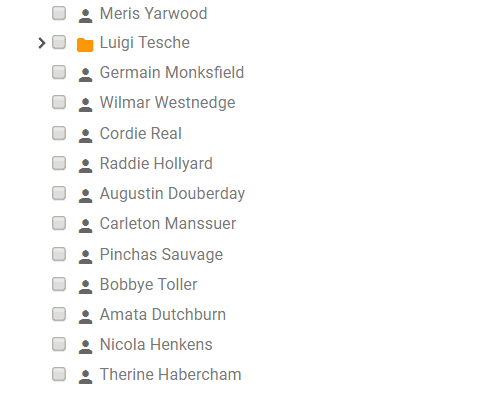 Meris Yarwood
Luigi Tesche
Germain Monksfield
Wilmar Westnedge
Cordie Real
Raddie Hollyard
Augustin Douberday
Carleton Manssuer
Pinchas Sauvage
Bobbye Toller
Amata Dutchburn
Nicola Henkens
Therine Habercham